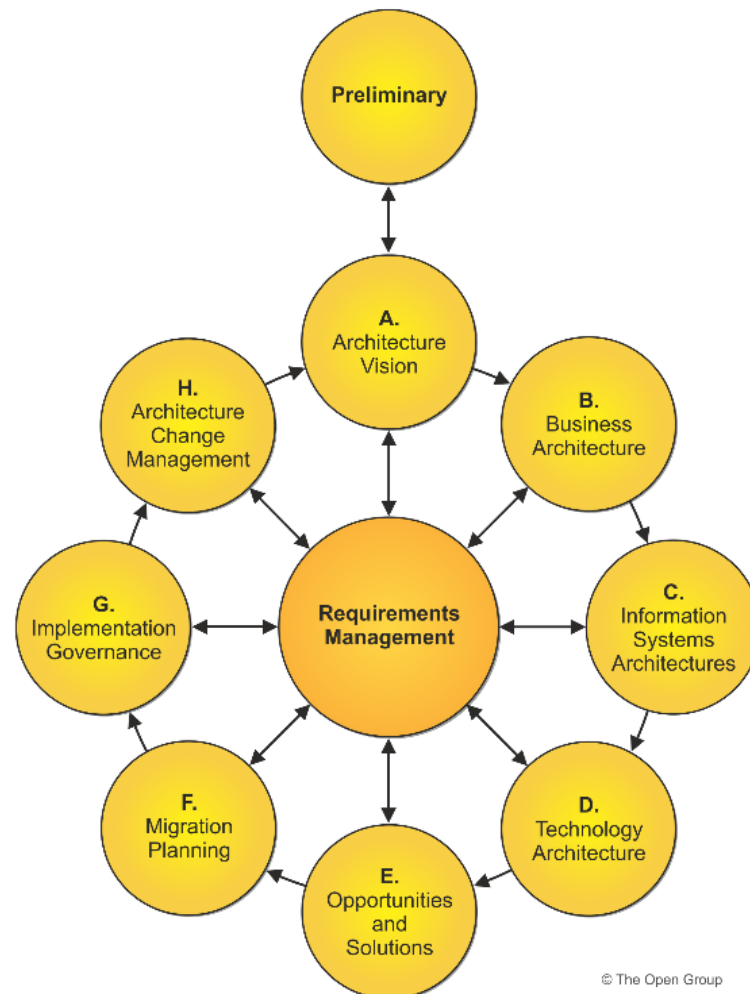 Preliminary
A.
Architecture
Vision
B.
Business
Architecture
C.
Information
Systems
Architectures
D.
Technology
Architecture
E.
Opportunities
and
Solutions
F.
Migration
Planning
G.
Implementation
Governance
H.
Architecture
Change
Management
Requirements
Management
© The Open Group